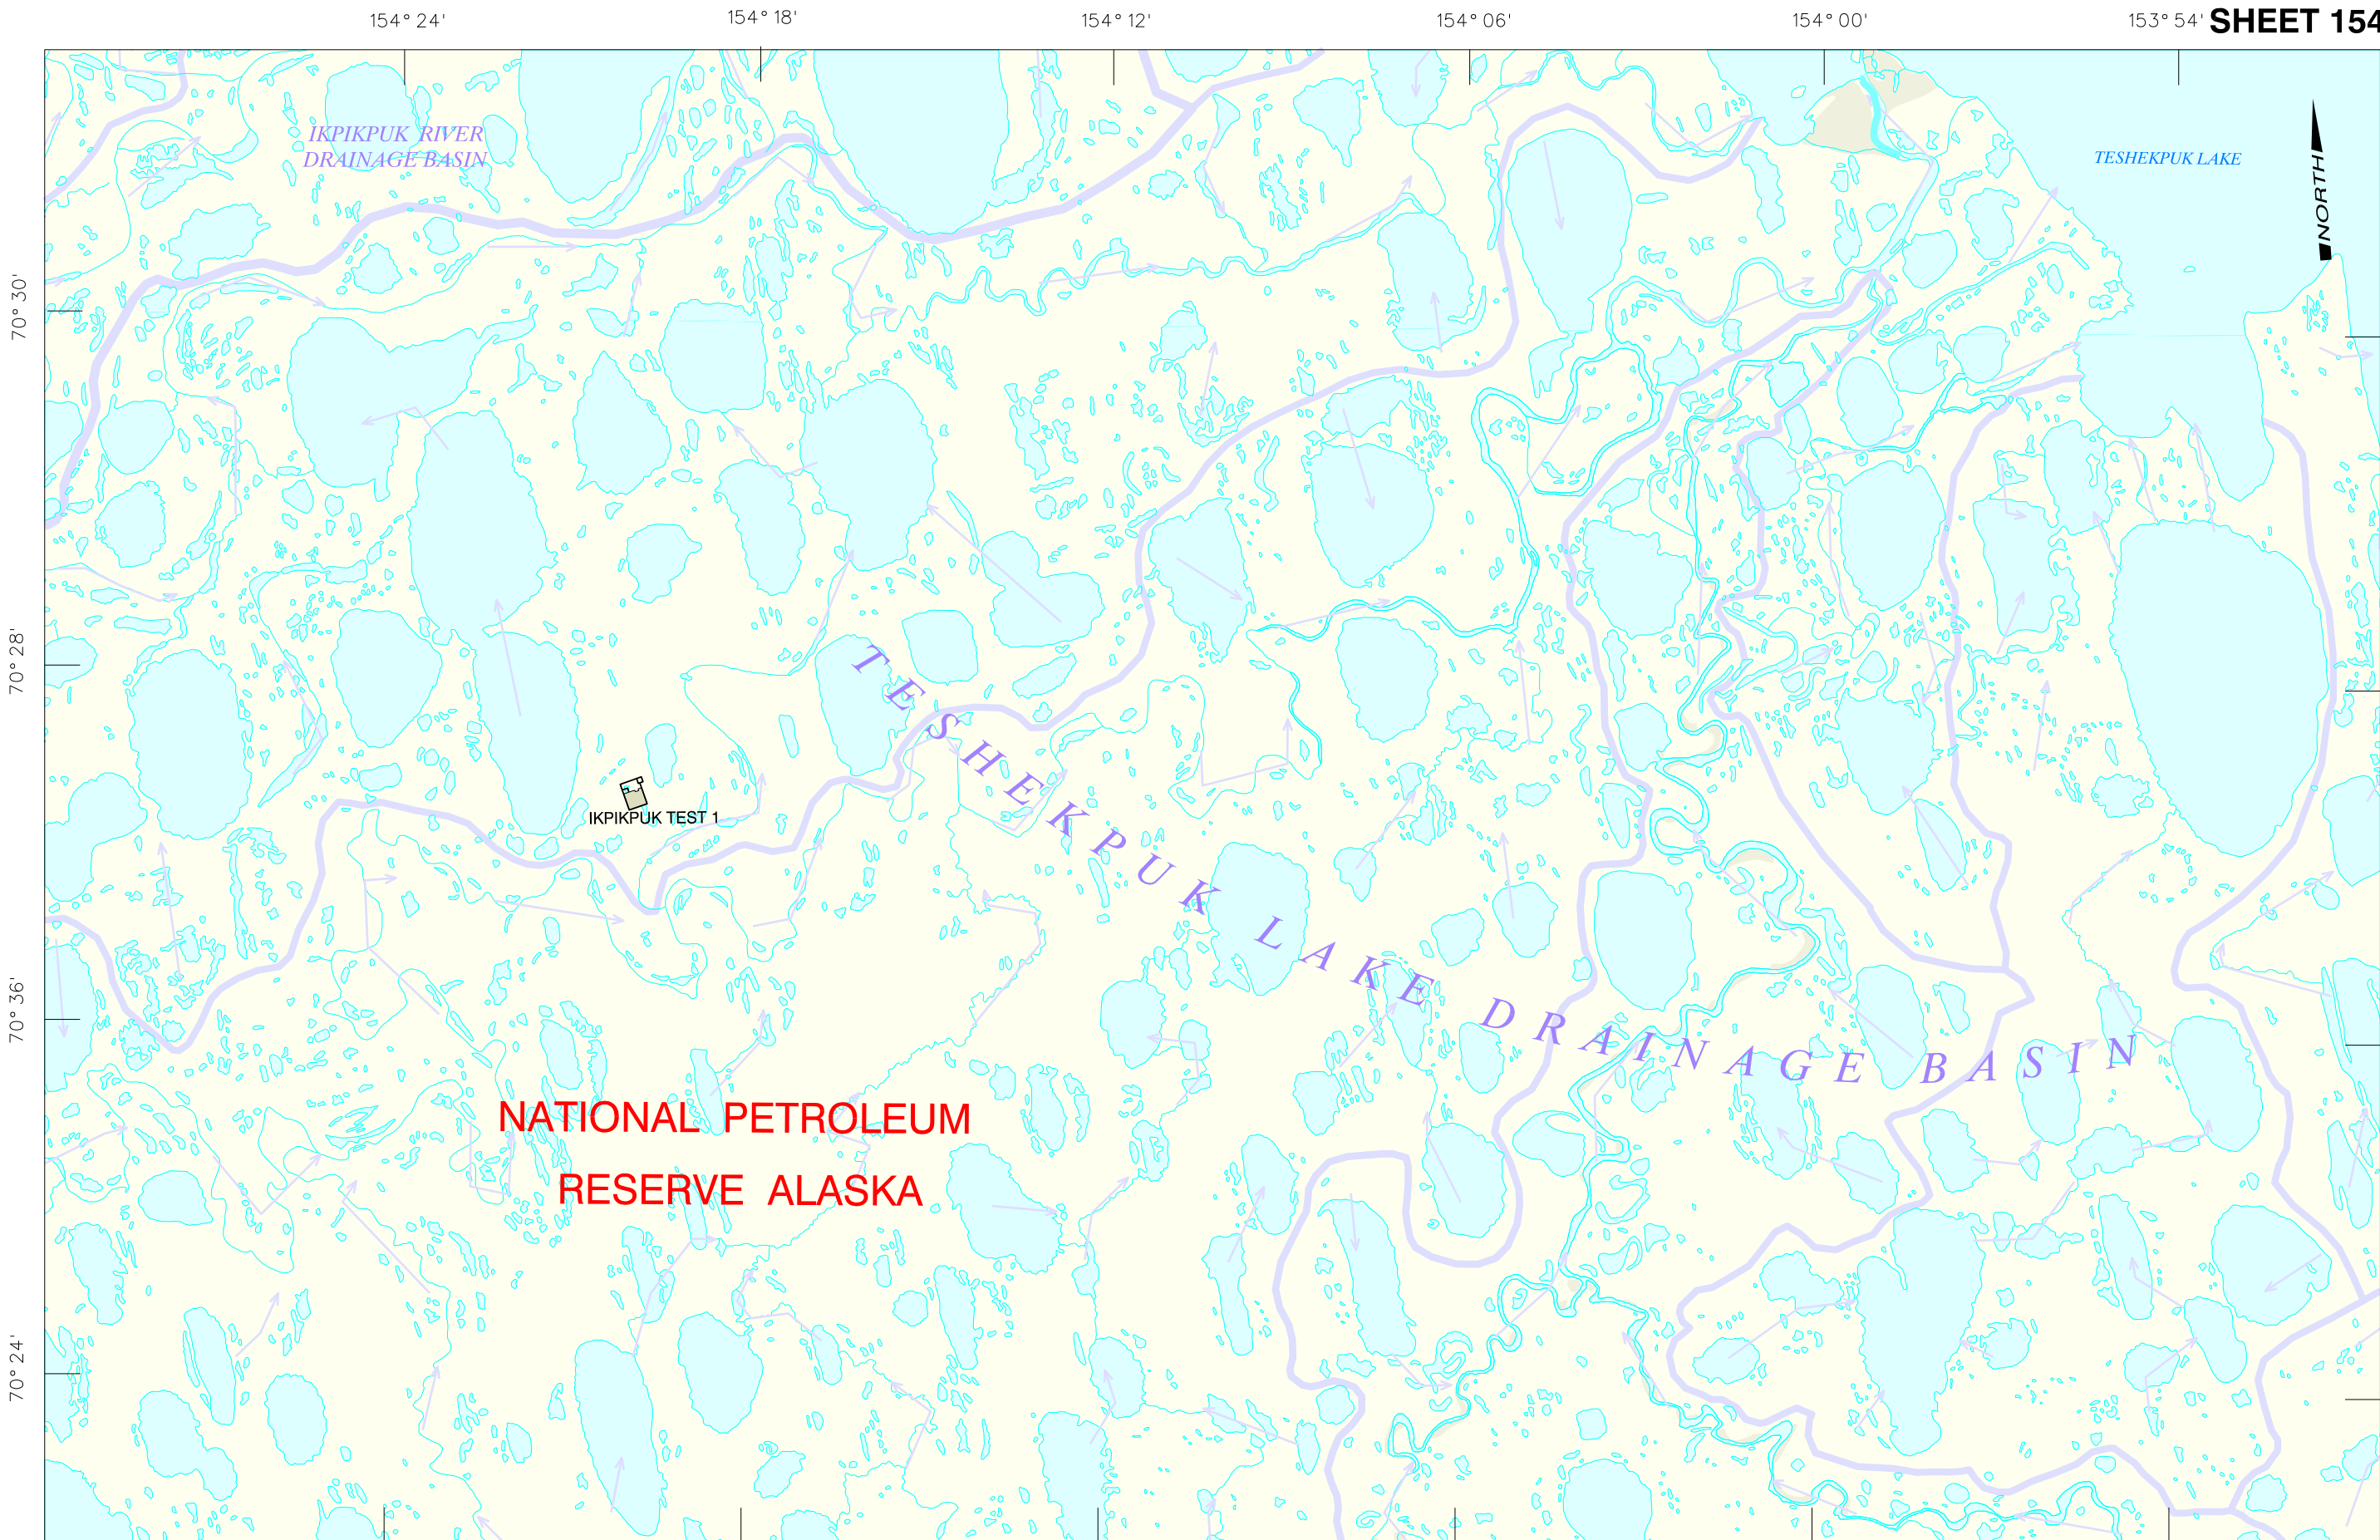 154° 24' 154° 18' 154° 12' 154° 06' 154° 00' 153° 54' SHEET 154
IKPIKPUK RIVER
DRAINAGE BASIN
TESHEKPUK LAKE
NORTH
70° 30'
70° 28'
TESHEKPUK LAKE DRAINAGE BASIN
IKPIKPUK TEST 1
70° 36'
NATIONAL PETROLEUM
RESERVE ALASKA
70° 24'